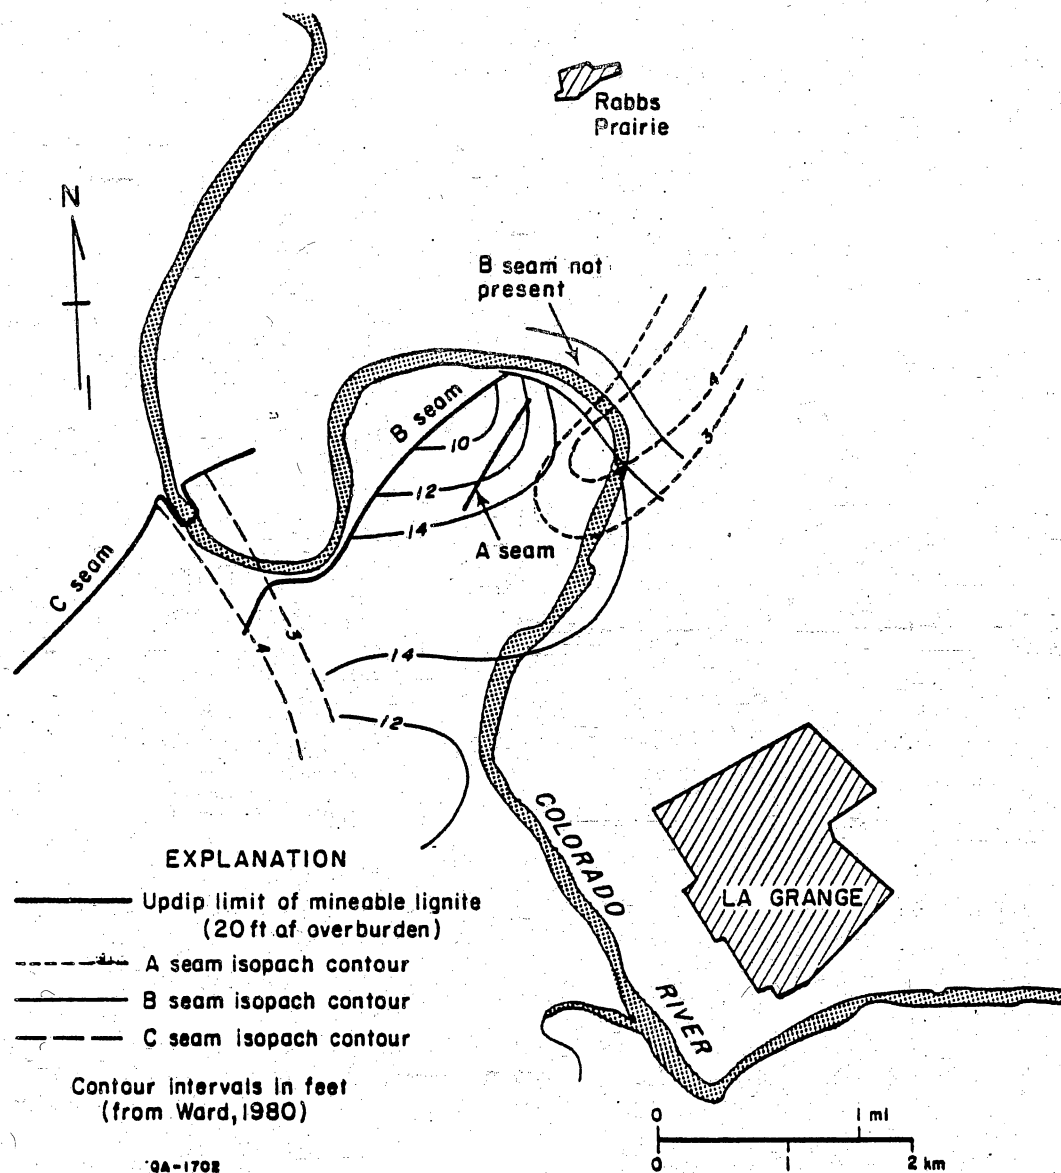 Rabbs
Prairie
N
B seam not
present
4
3
B seam
10
12
14
A seam
C seam
3
4
14
12
COLORADO
RIVER
LA GRANGE
EXPLANATION
Updip limit of mineable lignite
(20 ft of overburden)
A seam isopach contour
B seam isopach contour
C seam isopach contour
Contour intervals in feet
(from Ward, 1980)
0 1 mi
0 1 2 km
QA-1702